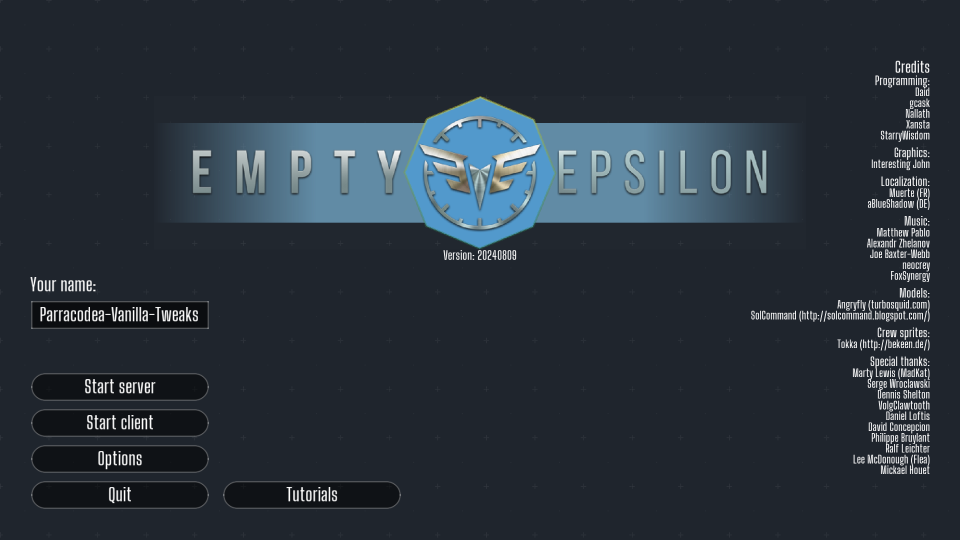 EMPTY EPSILON
Version: 20240809
Your name:
Parracodea-Vanilla-Tweaks
Start server
Start client
Options
Quit
Tutorials
Credits
Programming:
Daid
gcask
Nallath
Xansta
StarryWisdom
Graphics:
Interesting John
Localization:
Muerte (FR)
aBlueShadow (DE)
Music:
Matthew Pablo
Alexandr Zhelanov
Joe Baxter-Webb
neocrey
FoxSynergy
Models:
Angryfly (turbosquid.com)
SolCommand (http://solcommand.blogspot.com/)
Crew sprites:
Tokka (http://bekeen.de/)
Special thanks:
Marty Lewis (MadKat)
Serge Wroclawski
Dennis Shelton
VolgClawtooth
Daniel Loftis
David Concepcion
Philippe Bruylant
Ralf Leichter
Lee McDonough (Flea)
Mickael Houet